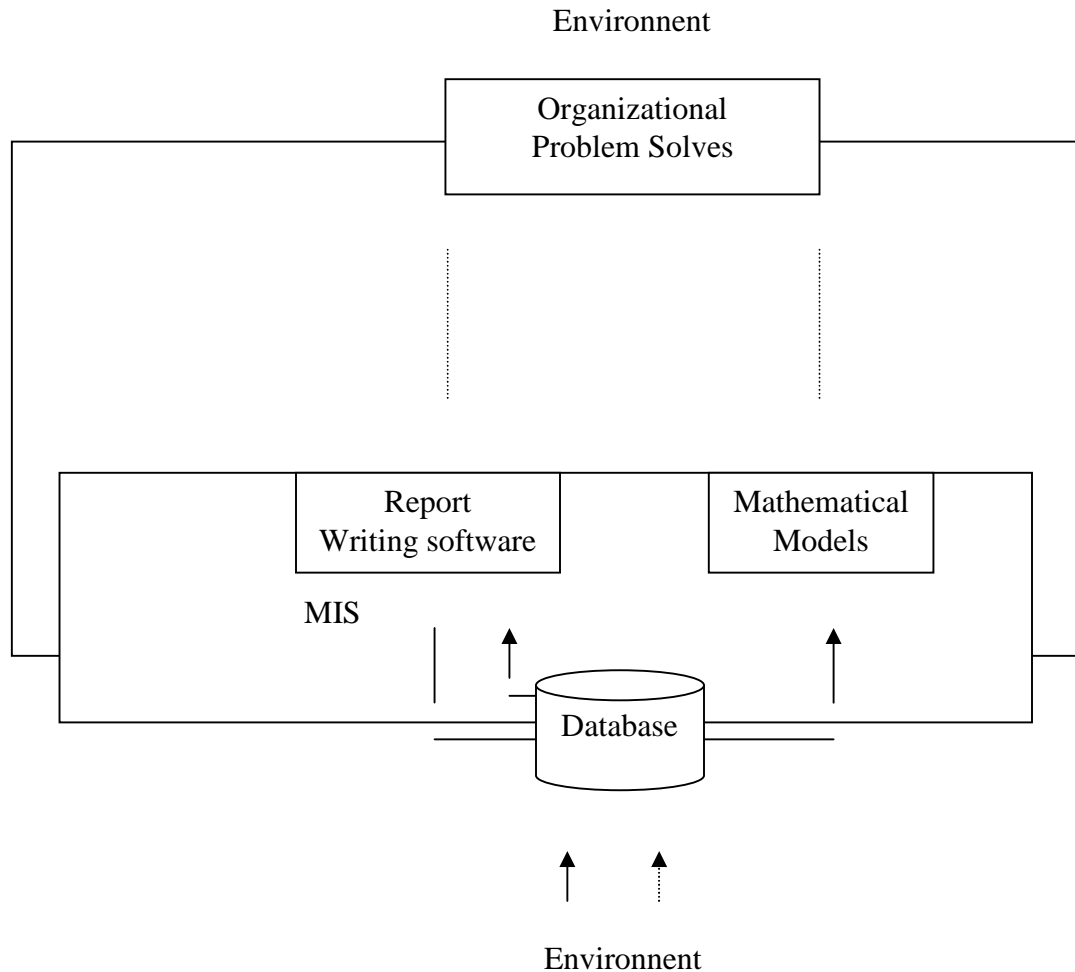 Environnent
Organizational
Problem Solves
Report
Writing software
Mathematical
Models
MIS
Database
Environnent